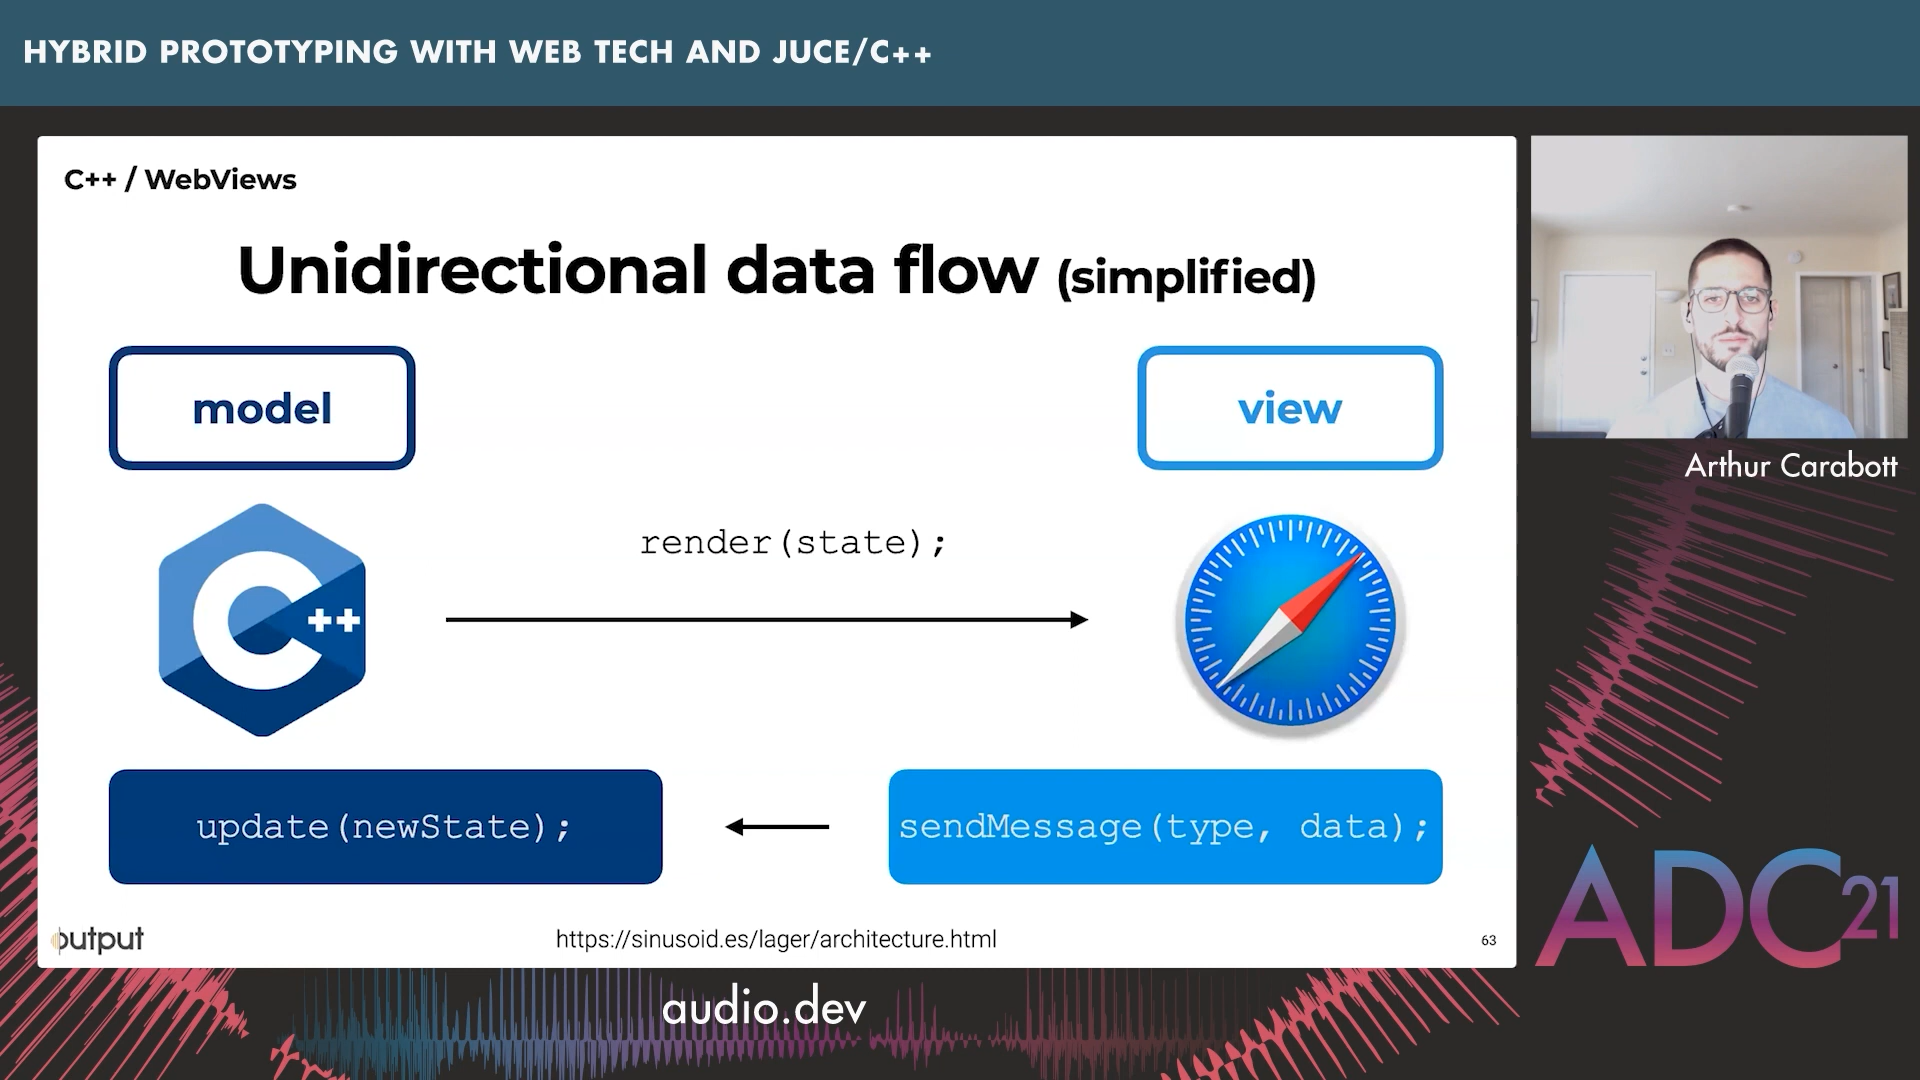 HYBRID PROTOTYPING WITH WEB TECH AND JUCE/C++
C++ / WebViews
Unidirectional data flow (simplified)
model
view
render(state);
C++
update(newState);
sendMessage(type, data);
output
https://sinusoid.es/lager/architecture.html
63
Arthur Carabott
ADC21
audio.dev